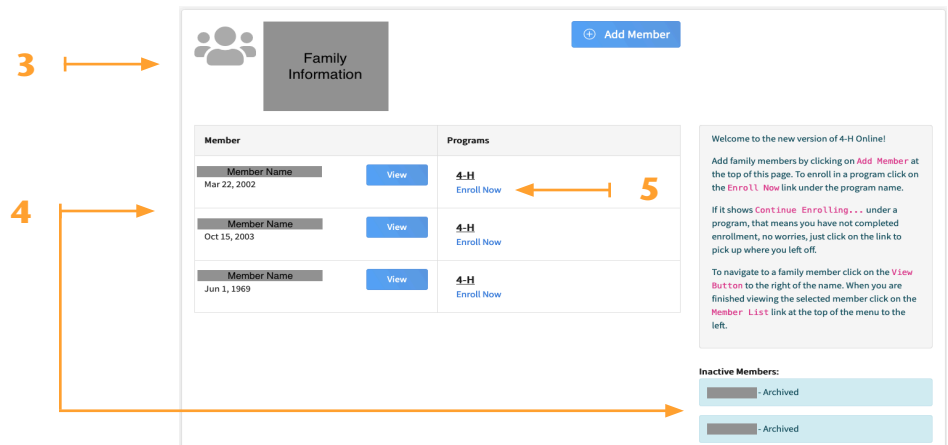 3
Family
Information
Add Member
Member
Programs
4
Member Name
Mar 22, 2002
View
4-H
Enroll Now
5
Member Name
Oct 15, 2003
View
4-H
Enroll Now
Member Name
Jun 1, 1969
View
4-H
Enroll Now
Welcome to the new version of 4-H Online!
Add family members by clicking on Add Member at
the top of this page. To enroll in a program click on
the Enroll Now link under the program name.
If it shows Continue Enrolling... under a
program, that means you have not completed
enrollment, no worries, just click on the link to
pick up where you left off.
To navigate to a family member click on the View
Button to the right of the name. When you are
finished viewing the selected member click on the
Member List link at the top of the menu to the
left.
Inactive Members:
- Archived
- Archived